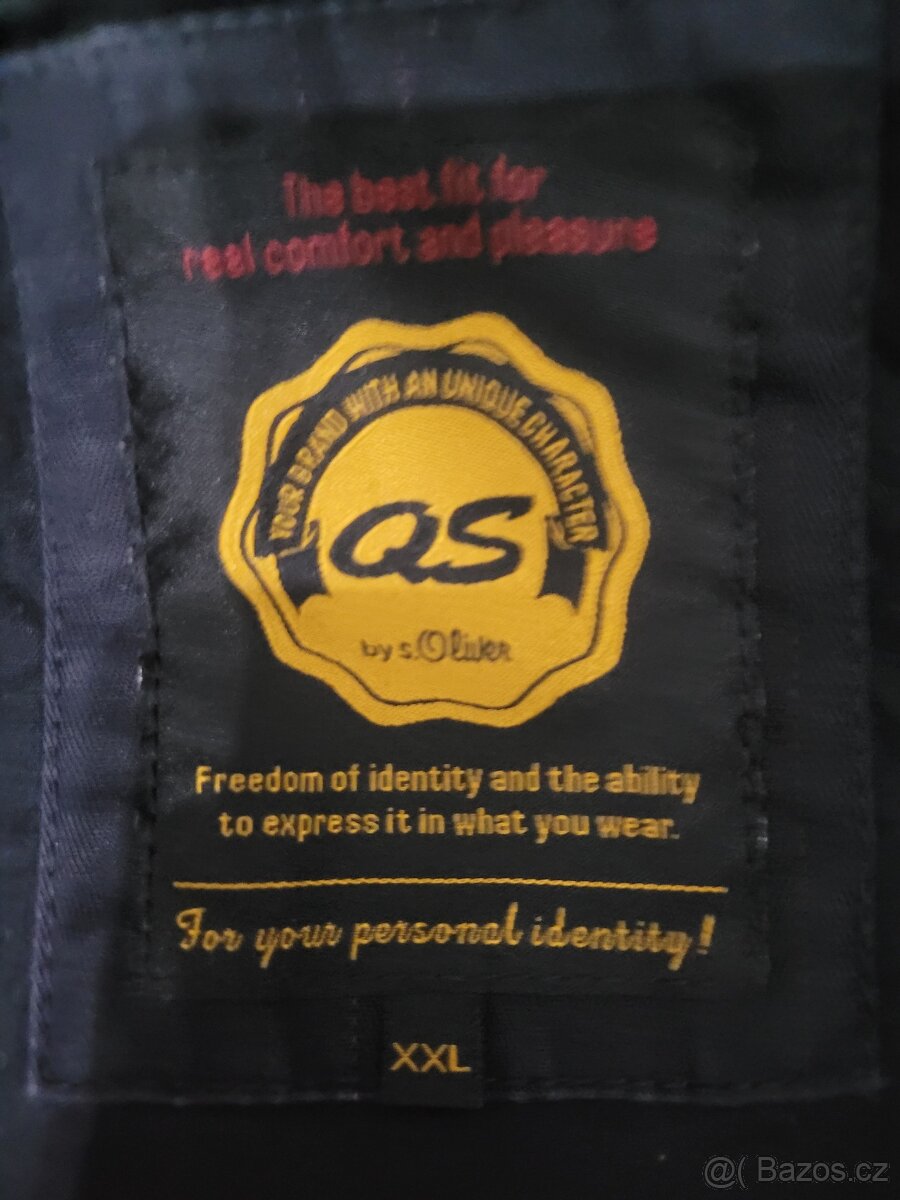 The best fit for
real comfort and pleasure
YOUR BRAND WITH AN UNIQUE CHARACTER
QS
by s.Oliver
Freedom of identity and the ability
to express it in what you wear.
For your personal identity!
XXL
@( Bazos.cz